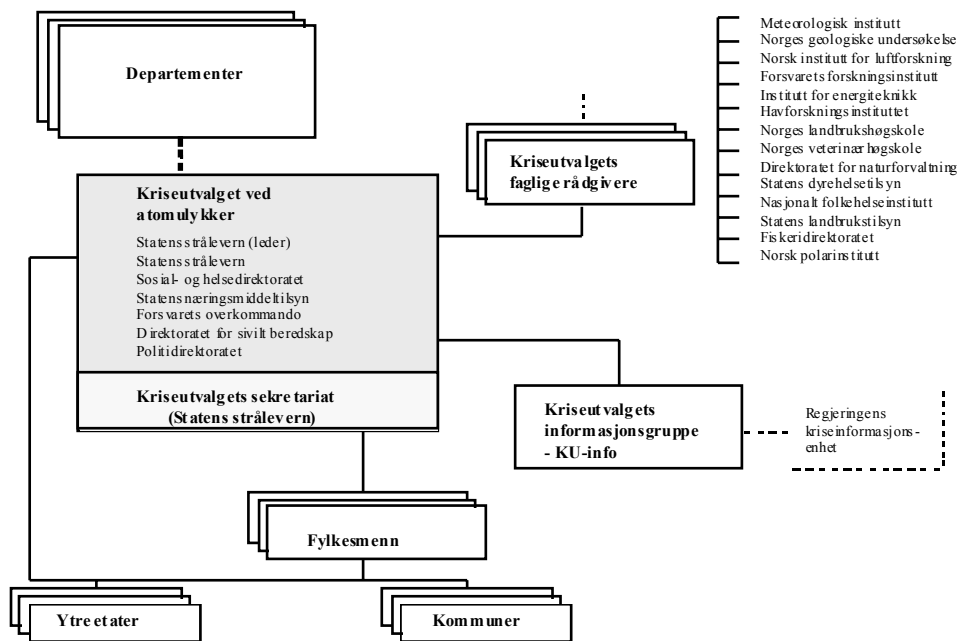 Departementer
Kriseutvalget ved
atomulykker
Statens strålevern (leder)
Statens strålevern
Sosial- og helsedirektoratet
Statens næringsmiddeltilsyn
Forsvarets overkommando
Direktoratet for sivilt beredskap
Politidirektoratet
Kriseutvalgets sekretariat
(Statens strålevern)
Kriseutvalgets
faglige rådgivere
Meteorologisk institutt
Norges geologiske undersøkelse
Norsk institutt for luftforskning
Forsvarets forskningsinstitutt
Institutt for energiteknikk
Havforskningsinstituttet
Norges landbrukshøgskole
Norges veterinærhøgskole
Direktoratet for naturforvaltning
Statens dyrehelsetilsyn
Nasjonalt folkehelseinstitutt
Statens landbrukstilsyn
Fiskeridirektoratet
Norsk polarinstitutt
Kriseutvalgets
informasjonsgruppe
- KU-info
Regjeringens
kriseinformasjons-
enhet
Fylkesmenn
Ytre etater
Kommuner